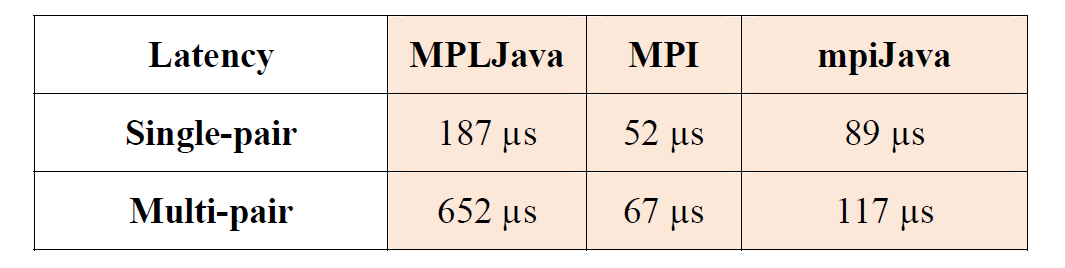 Latency MPLJava MPI mpiJava
Single-pair 187 µs 52 µs 89 µs
Multi-pair 652 µs 67 µs 117 µs